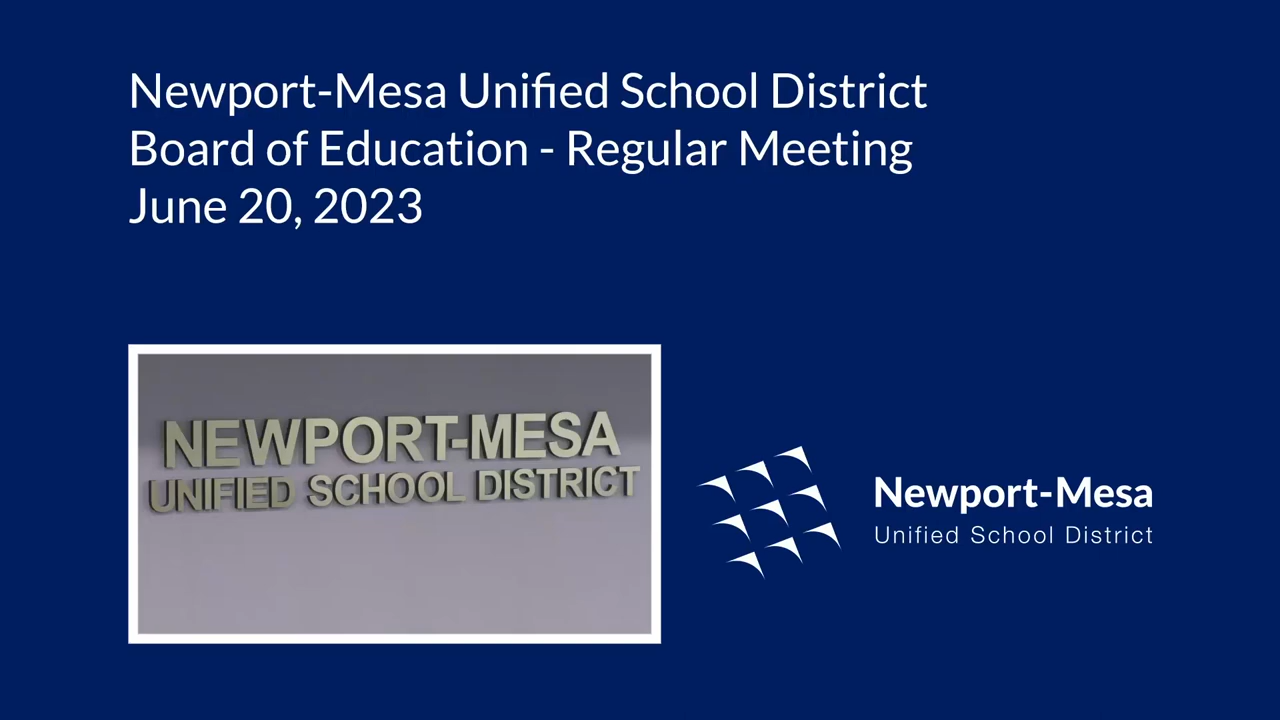 Newport-Mesa Unified School District
Board of Education - Regular Meeting
June 20, 2023
NEWPORT-MESA
UNIFIED SCHOOL DISTRICT
Newport-Mesa
Unified School District